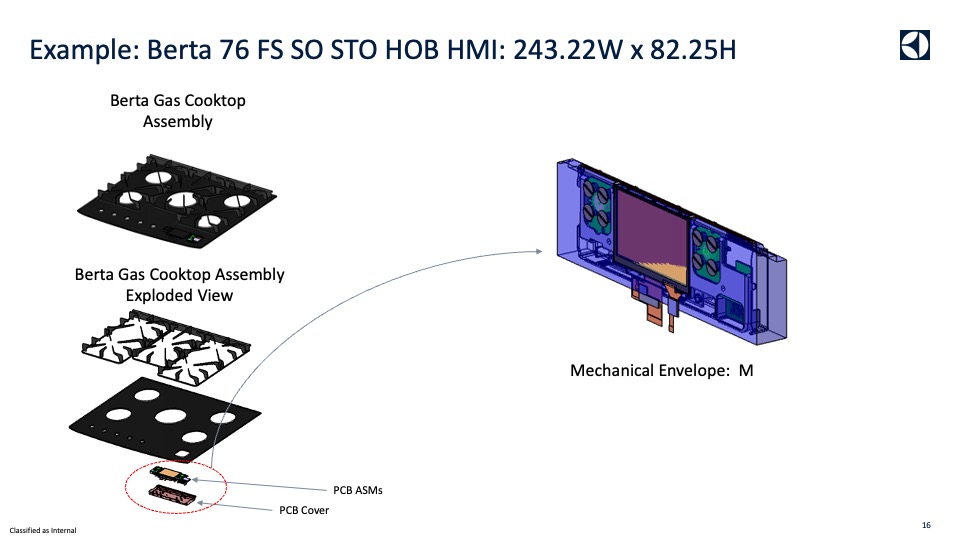 Example: Berta 76 FS SO STO HOB HMI: 243.22W x 82.25H
Berta Gas Cooktop
Assembly
Berta Gas Cooktop Assembly
Exploded View
Mechanical Envelope:  M
PCB ASMs
PCB Cover
Classified as Internal
16